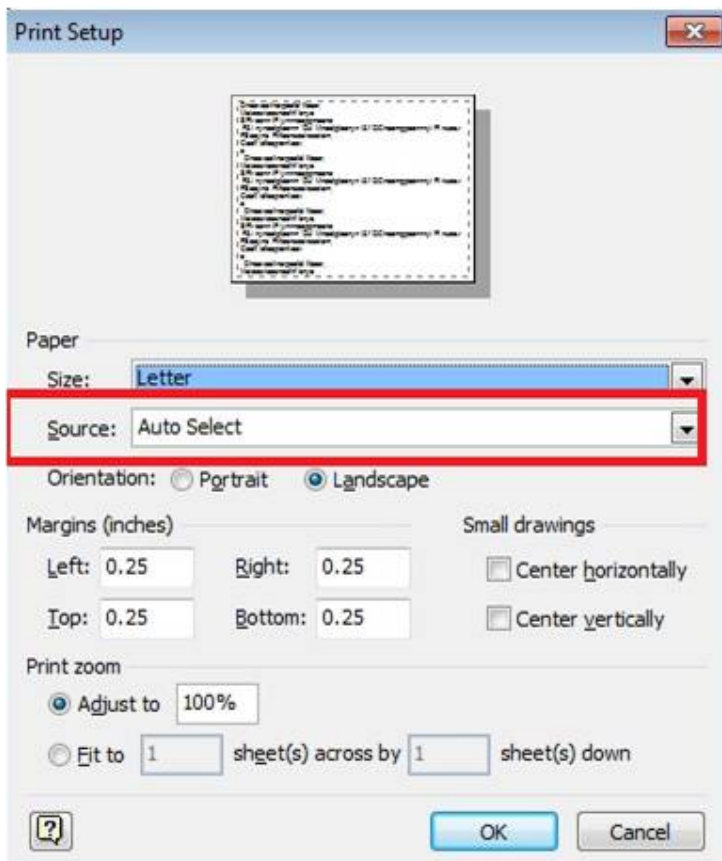 Print Setup
Paper
Size: Letter
Source: Auto Select
Orientation: Portrait Landscape
Margins (inches) Small drawings
Left: 0.25 Right: 0.25 Center horizontally
Top: 0.25 Bottom: 0.25 Center vertically
Print zoom
Adjust to 100%
Fit to 1 sheet(s) across by 1 sheet(s) down
? OK Cancel